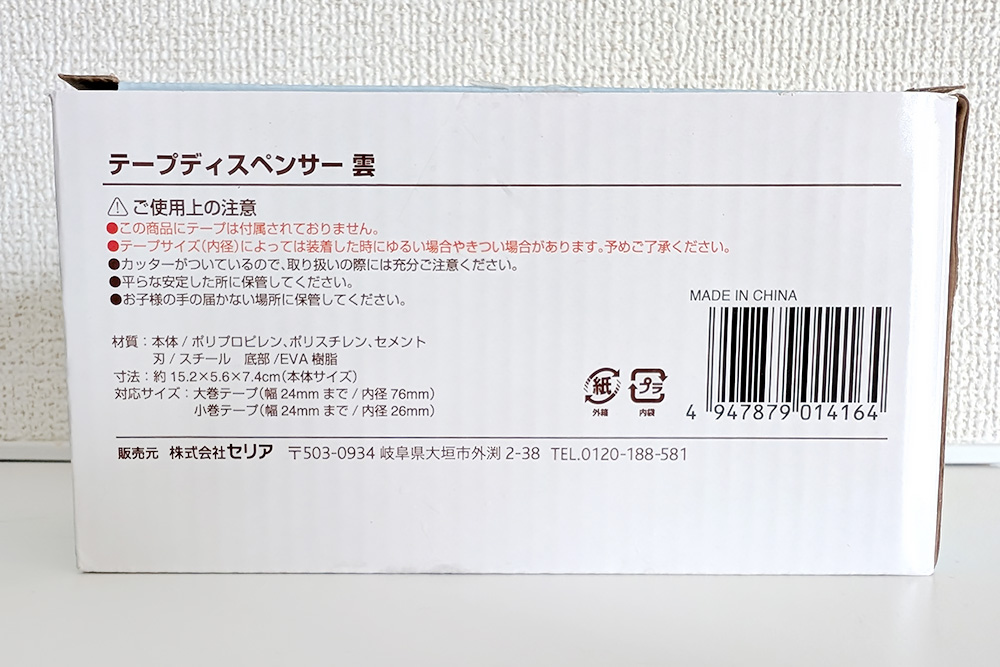 テープディスペンサー 雲
⚠ ご使用上の注意
●この商品にテープは付属されておりません。
●テープサイズ(内径)によっては装着した時にゆるい場合やきつい場合があります。予めご了承ください。
●カッターがついているので、取り扱いの際には充分ご注意ください。
●平らな安定した所に保管してください。
●お子様の手の届かない場所に保管してください。
MADE IN CHINA
材質:本体/ポリプロピレン、ポリスチレン、セメント
刃/スチール 底部/EVA樹脂
寸法:約15.2×5.6×7.4cm(本体サイズ)
対応サイズ:大巻テープ(幅24mmまで/内径76mm)
小巻テープ(幅24mmまで/内径26mm)
紙 プラ
外箱 内袋
4 947879 014164
販売元 株式会社セリア 〒503-0934 岐阜県大垣市外渕2-38 TEL.0120-188-581